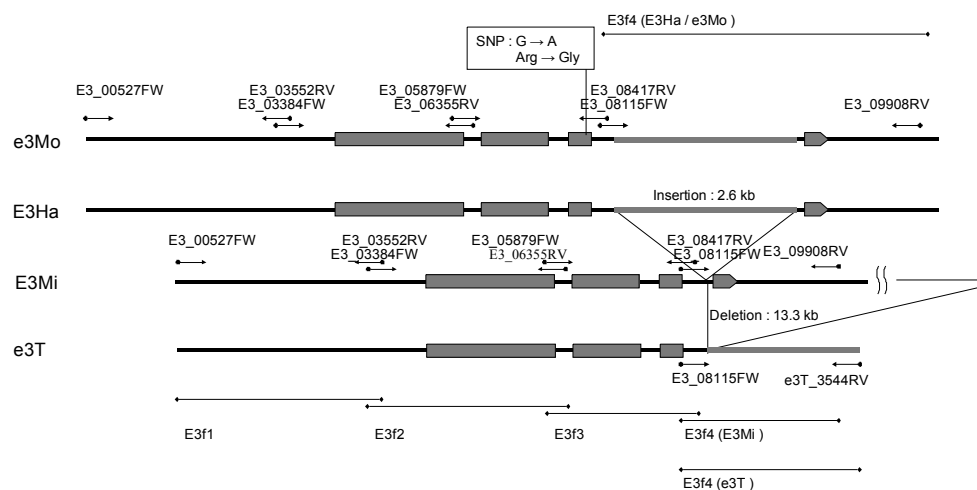 E3f4 (E3Ha / e3Mo )
SNP : G → A
Arg → Gly
E3_00527FW
E3_03552RV
E3_03384FW
E3_05879FW
E3_06355RV
E3_08417RV
E3_08115FW
E3_09908RV
e3Mo
Insertion : 2.6 kb
E3Ha
E3_00527FW
E3_03552RV
E3_03384FW
E3_05879FW
E3_06355RV
E3_08417RV
E3_08115FW
E3_09908RV
E3Mi
Deletion : 13.3 kb
e3T
E3_08115FW
e3T_3544RV
E3f1
E3f2
E3f3
E3f4 (E3Mi )
E3f4 (e3T )